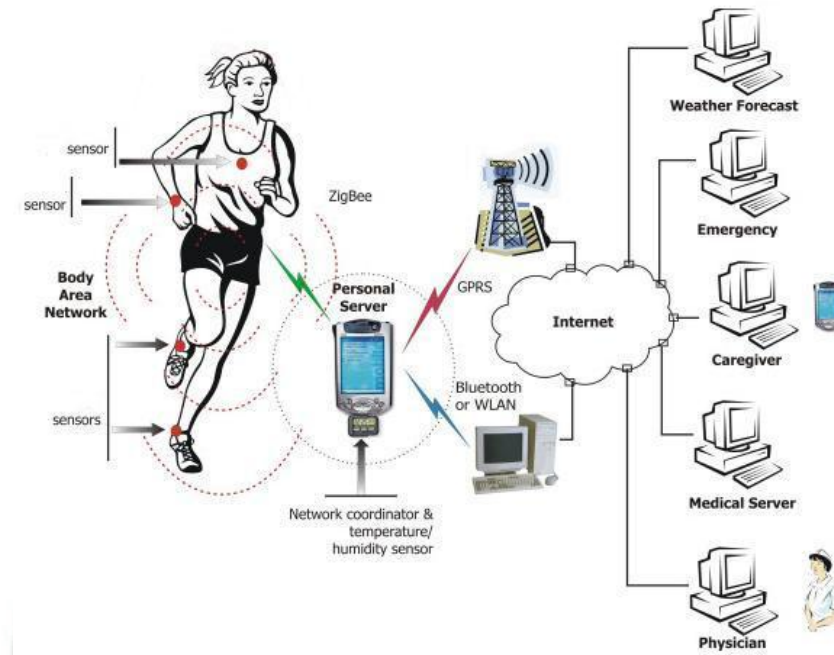 Weather Forecast
sensor
sensor
ZigBee
Emergency
Body
Area
Network
Personal
Server
GPRS
Internet
Caregiver
Bluetooth
or WLAN
sensors
Medical Server
Network coordinator &
temperature/
humidity sensor
Physician